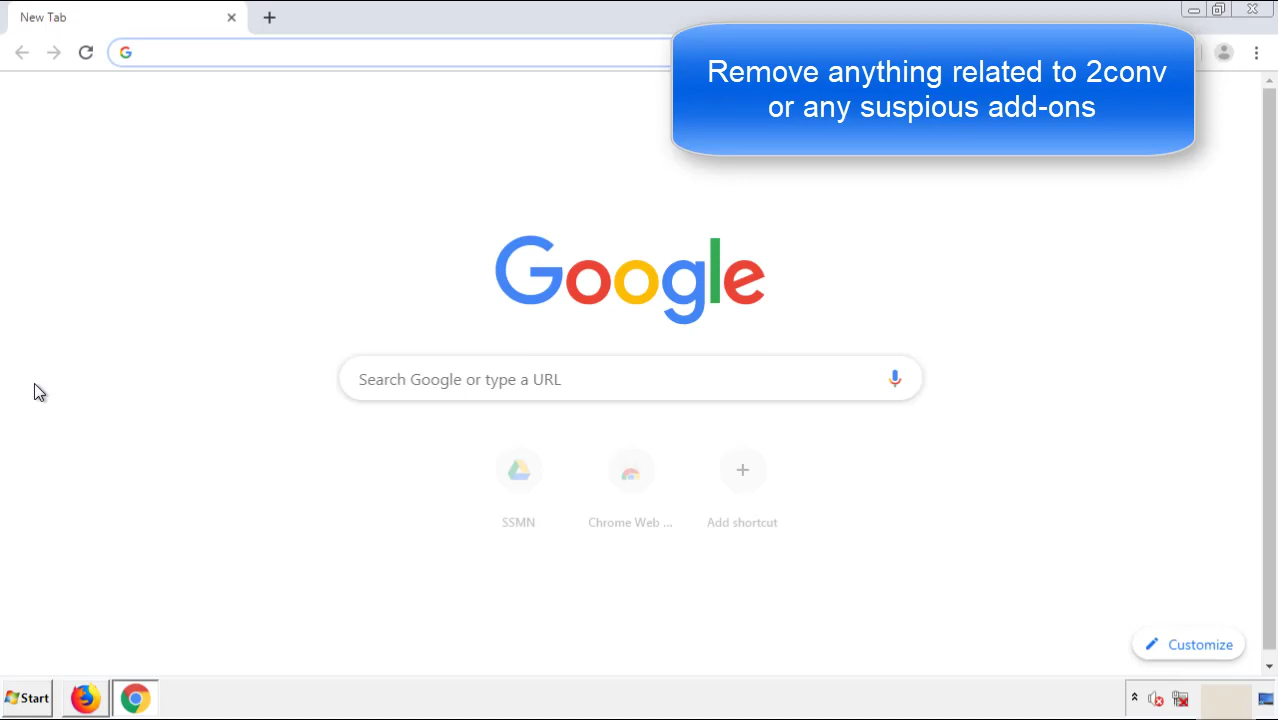 New Tab
Remove anything related to 2conv
or any suspious add-ons
Google
Search Google or type a URL
SSMN
Chrome Web ...
Add shortcut
Customize
Start